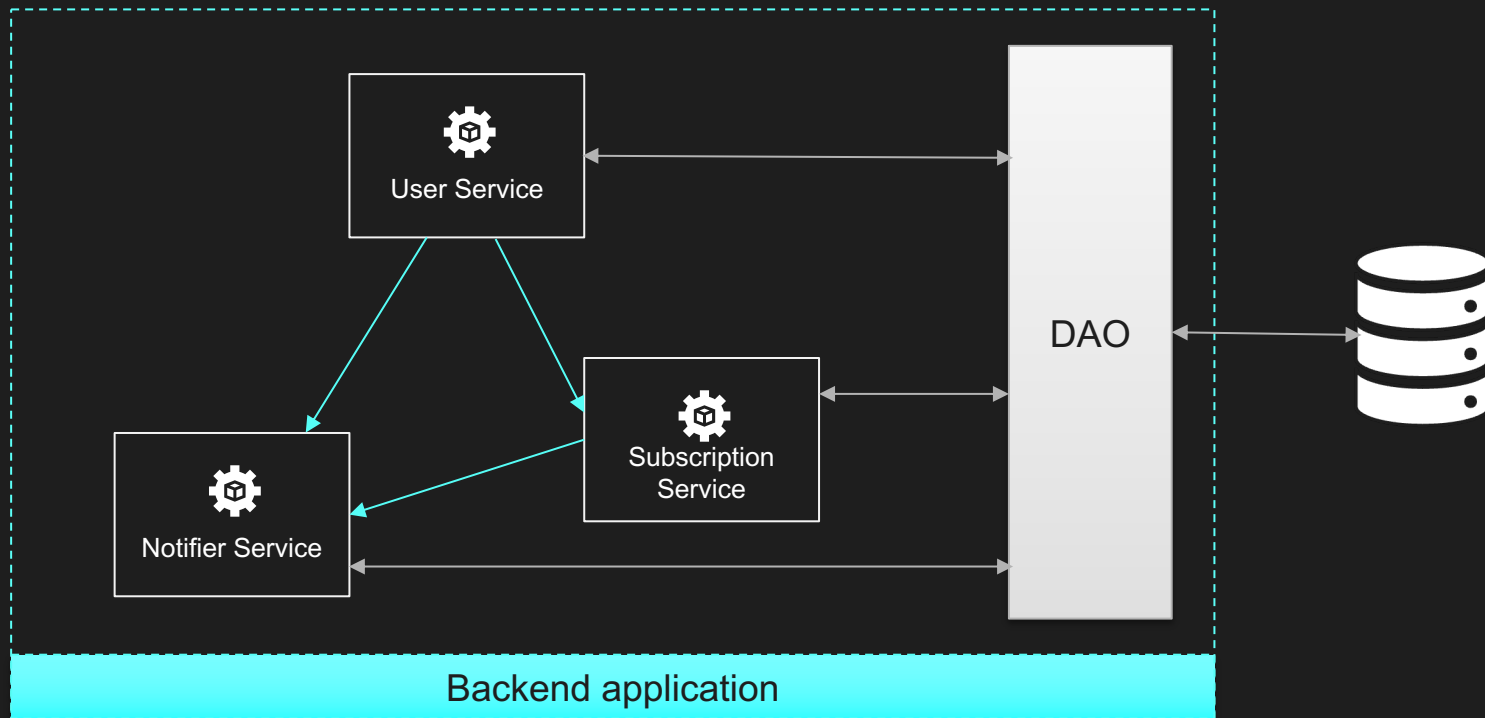 User Service
DAO
Subscription
Service
Notifier Service
Backend application